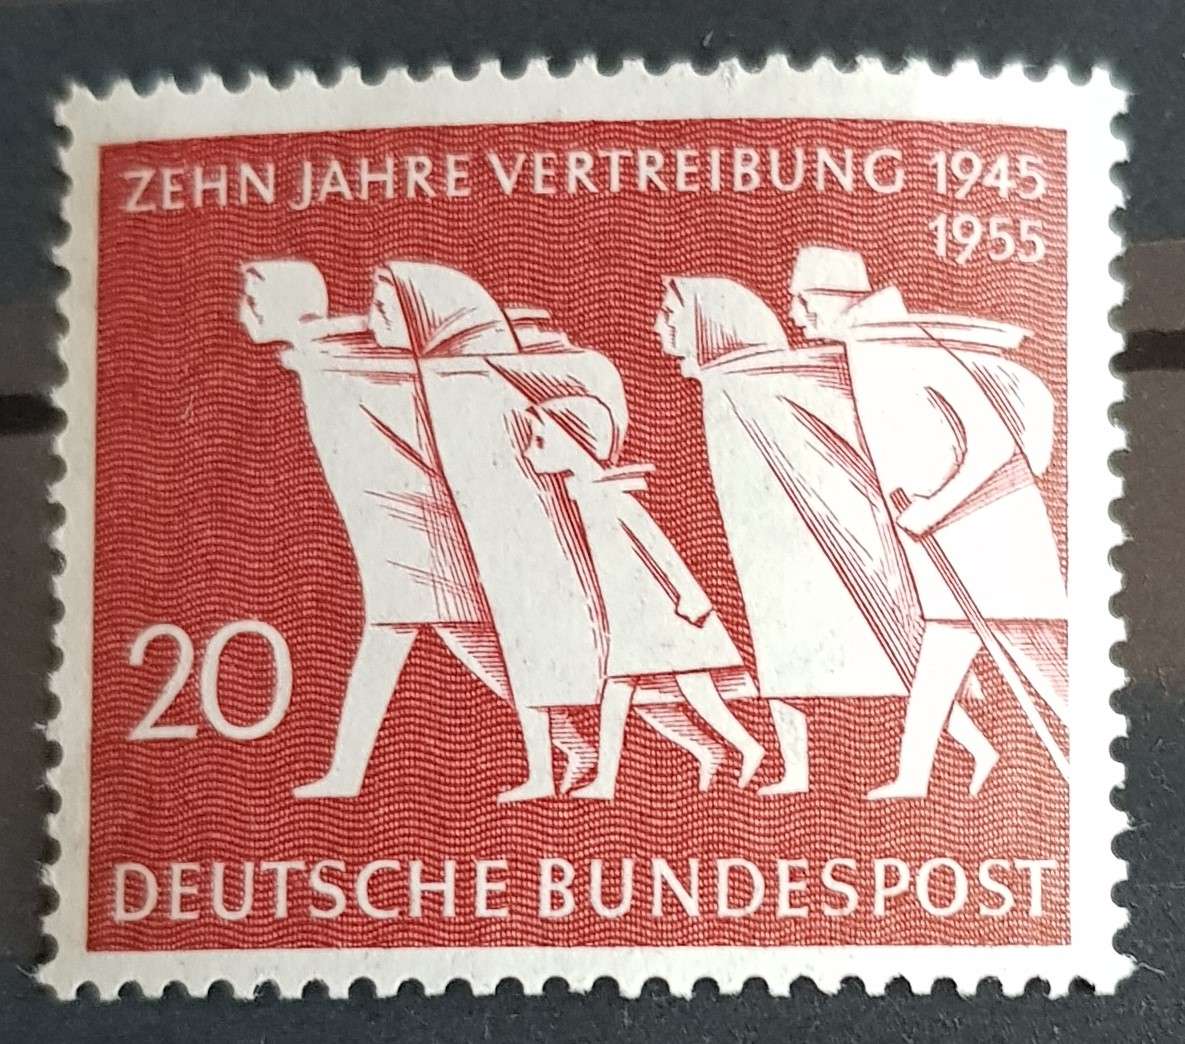 ZEHN JAHRE VERTREIBUNG 1945
1955
20
DEUTSCHE BUNDESPOST